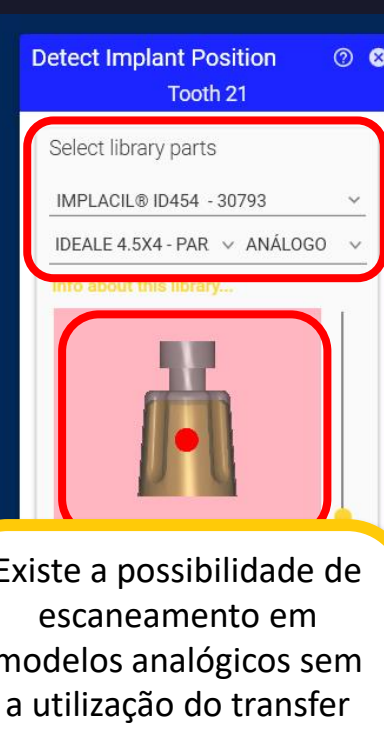 Detect Implant Position
Tooth 21
Select library parts
IMPLACIL® ID454 - 30793
IDEALE 4.5X4 - PAR ANÁLOGO
Info about this library...
Existe a possibilidade de
escaneamento em
modelos analógicos sem
a utilização do transfer